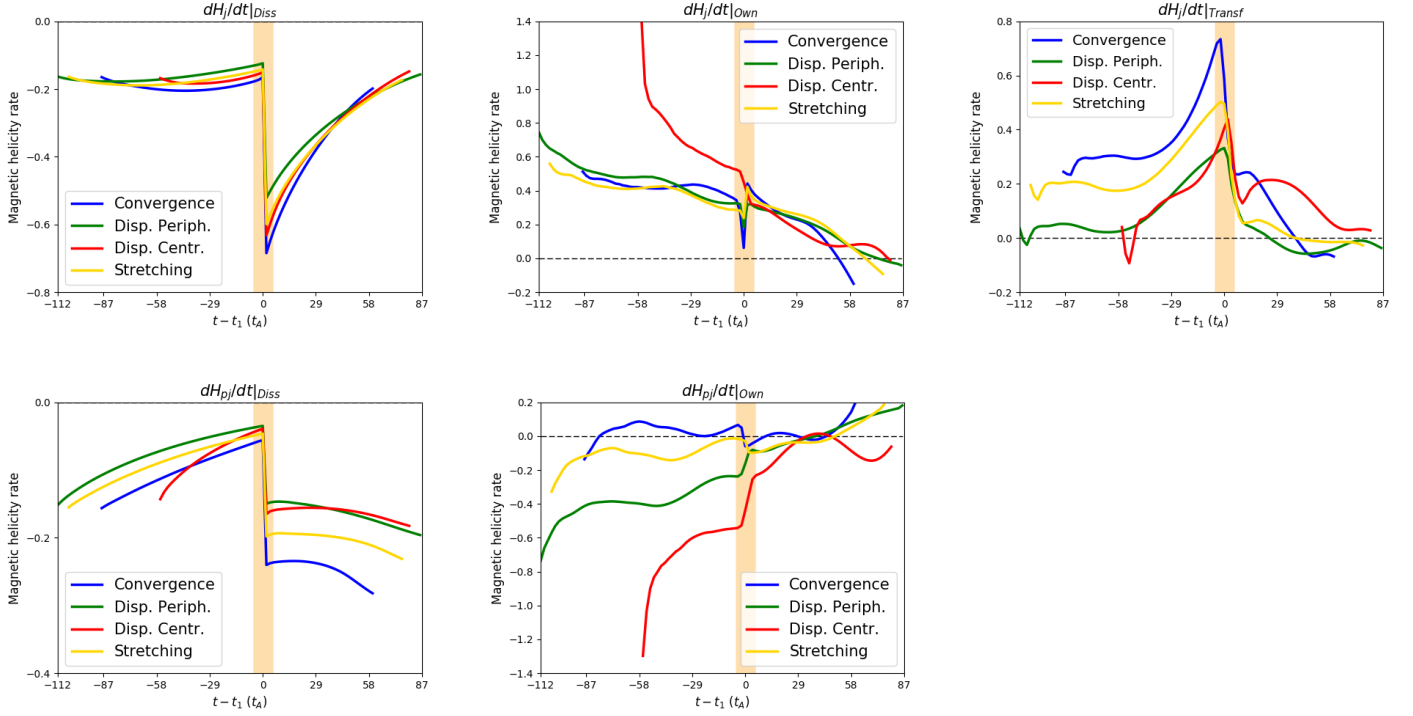 dH_j/dt|_Diss
Magnetic helicity rate
0.0
−0.2
−0.4
−0.6
−0.8
Convergence
Disp. Periph.
Disp. Centr.
Stretching
−112 −87 −58 −29 0 29 58 87
t − t_1 (t_A)
dH_j/dt|_Own
Magnetic helicity rate
1.4
1.2
1.0
0.8
0.6
0.4
0.2
0.0
−0.2
Convergence
Disp. Periph.
Disp. Centr.
Stretching
−112 −87 −58 −29 0 29 58 87
t − t_1 (t_A)
dH_j/dt|_Transf
Magnetic helicity rate
0.8
0.6
0.4
0.2
0.0
−0.2
Convergence
Disp. Periph.
Disp. Centr.
Stretching
−112 −87 −58 −29 0 29 58 87
t − t_1 (t_A)
dH_pj/dt|_Diss
Magnetic helicity rate
0.0
−0.2
−0.4
Convergence
Disp. Periph.
Disp. Centr.
Stretching
−112 −87 −58 −29 0 29 58 87
t − t_1 (t_A)
dH_pj/dt|_Own
Magnetic helicity rate
0.2
0.0
−0.2
−0.4
−0.6
−0.8
−1.0
−1.2
−1.4
Convergence
Disp. Periph.
Disp. Centr.
Stretching
−112 −87 −58 −29 0 29 58 87
t − t_1 (t_A)